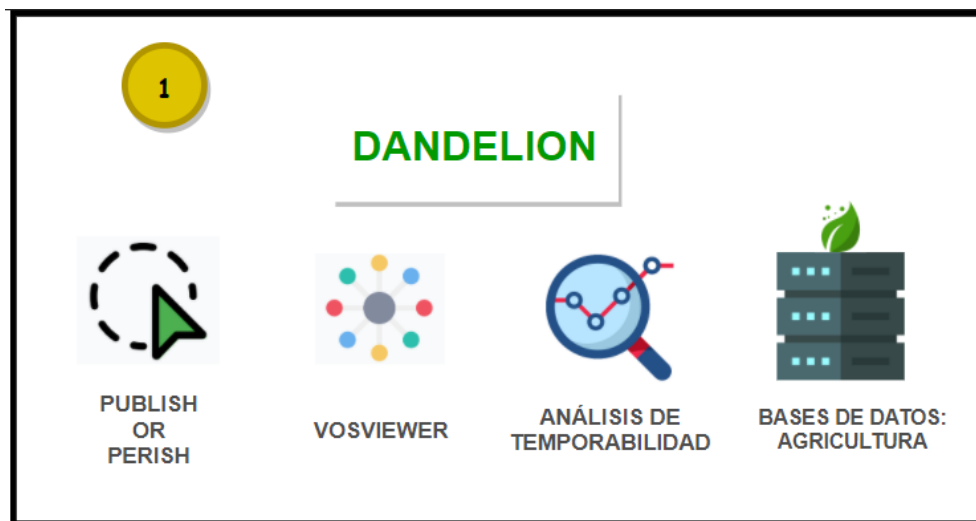 1
DANDELION
PUBLISH
OR
PERISH
VOSVIEWER
ANÁLISIS DE
TEMPORABILIDAD
BASES DE DATOS:
AGRICULTURA